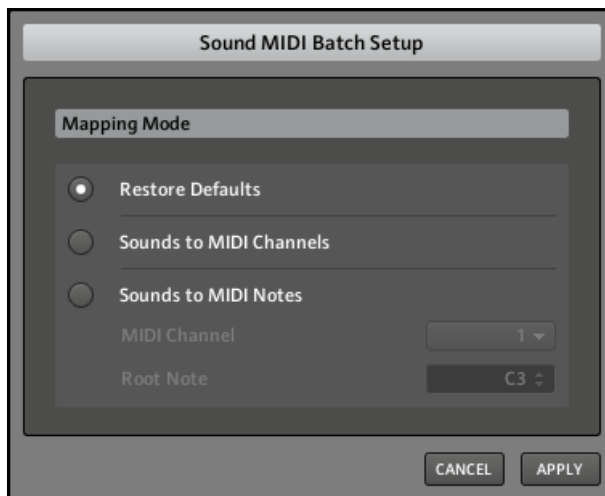 Sound MIDI Batch Setup
Mapping Mode
Restore Defaults
Sounds to MIDI Channels
Sounds to MIDI Notes
MIDI Channel 1
Root Note C3
CANCEL APPLY